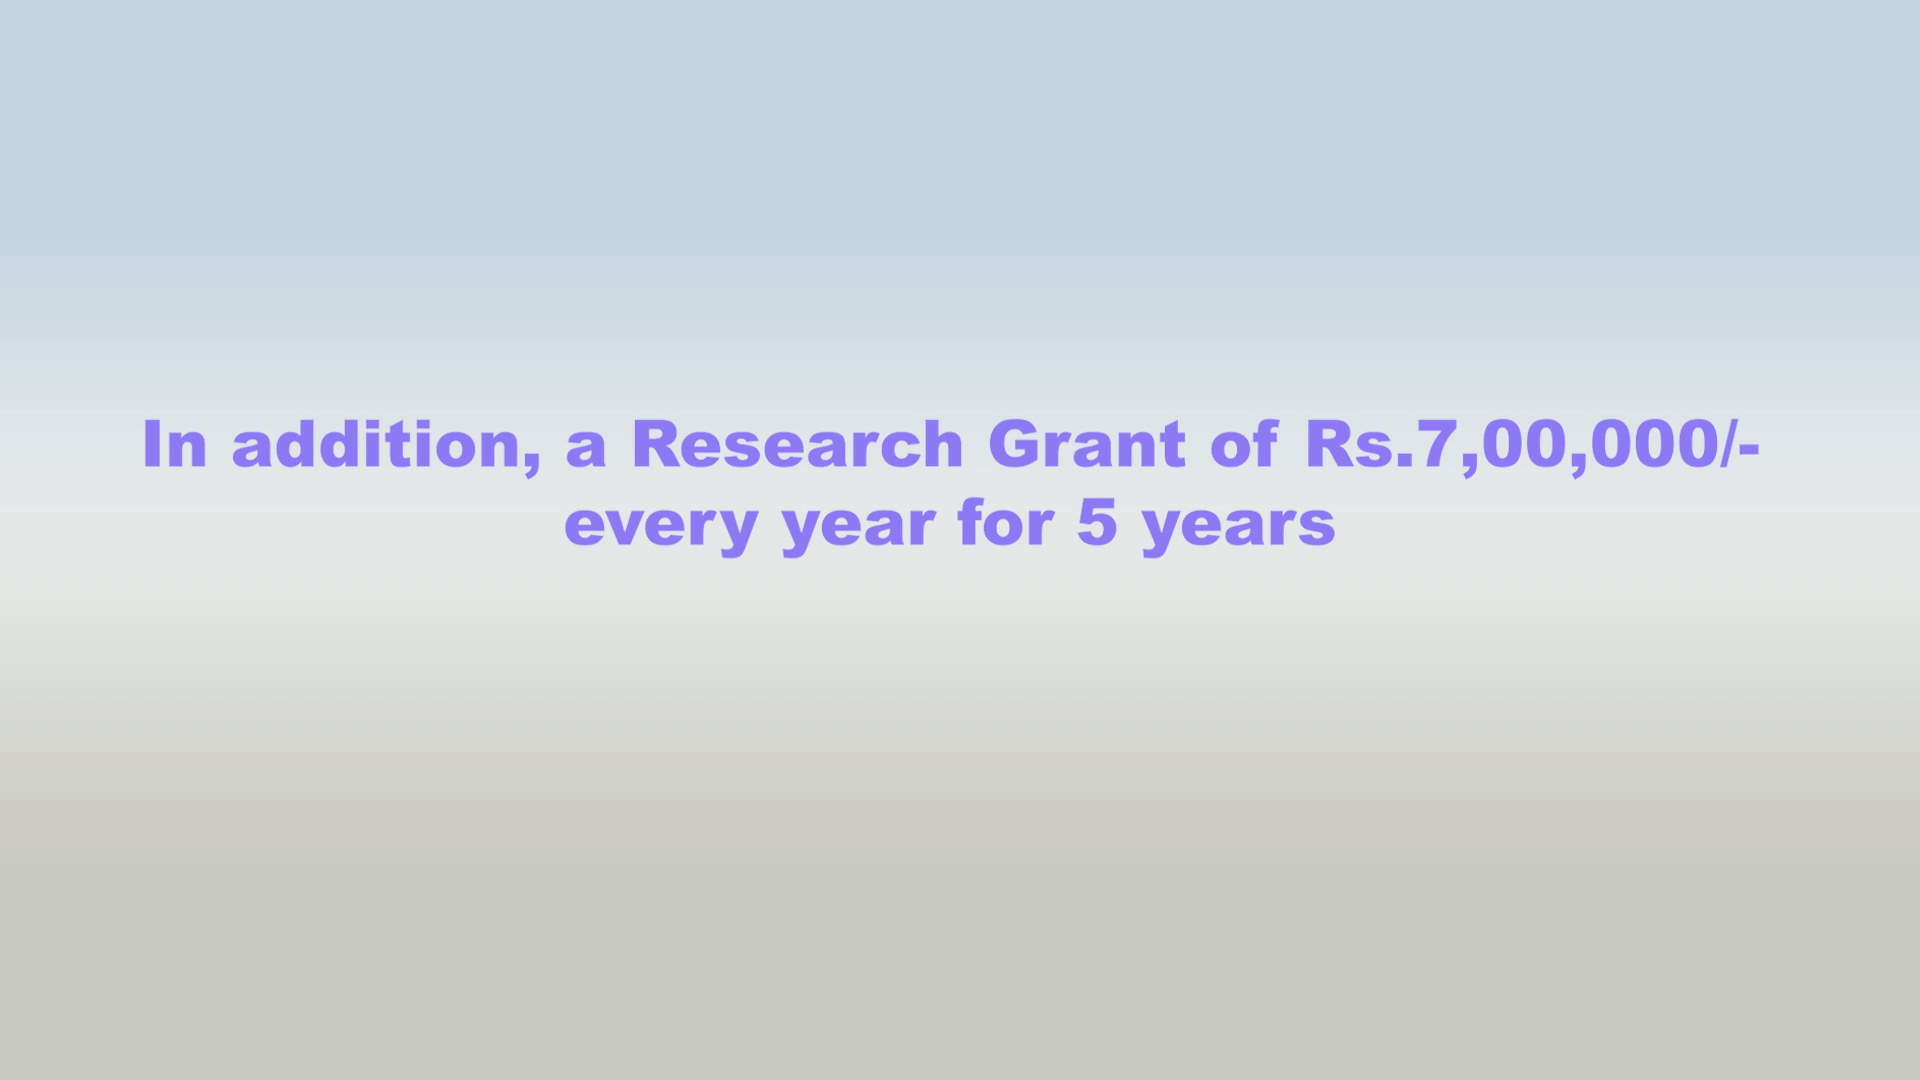 In addition, a Research Grant of Rs.7,00,000/-
every year for 5 years